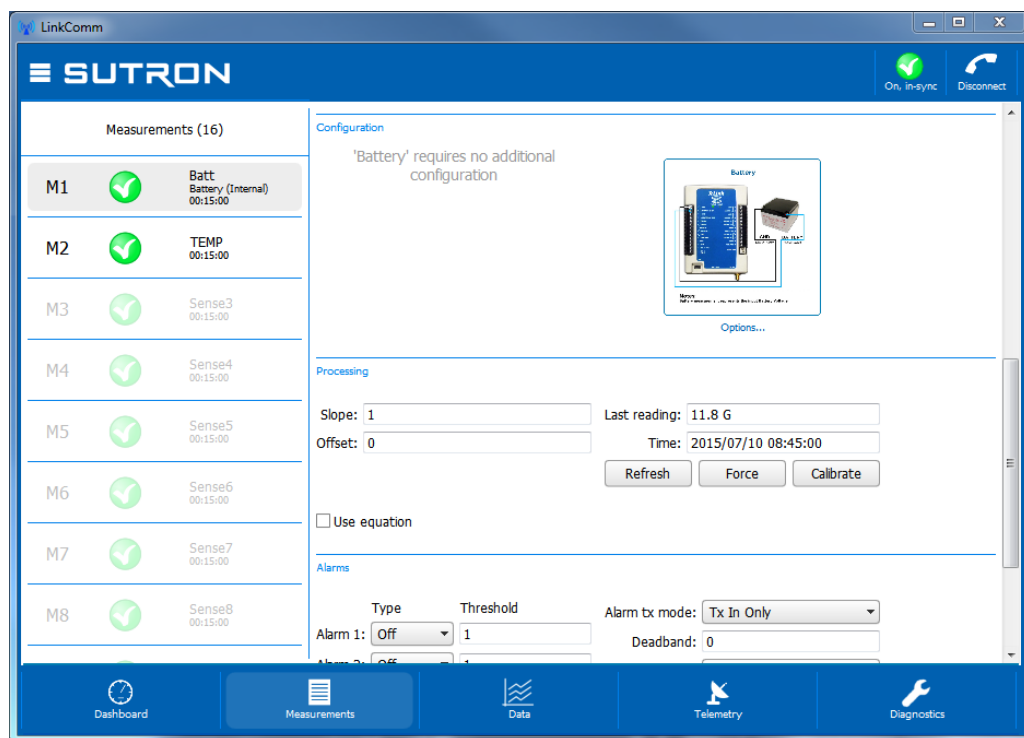 LinkComm
SUTRON
On, in-sync
Disconnect
Measurements (16)
M1
Batt
Battery (Internal)
00:15:00
M2
TEMP
00:15:00
M3
Sense3
00:15:00
M4
Sense4
00:15:00
M5
Sense5
00:15:00
M6
Sense6
00:15:00
M7
Sense7
00:15:00
M8
Sense8
00:15:00
Configuration
'Battery' requires no additional
configuration
Battery
Options...
Processing
Slope: 1
Offset: 0
Last reading: 11.8 G
Time: 2015/07/10 08:45:00
Refresh Force Calibrate
Use equation
Alarms
Type Threshold
Alarm 1: Off 1
Alarm tx mode: Tx In Only
Deadband: 0
Alarm 2: Off 1
Dashboard
Measurements
Data
Telemetry
Diagnostics